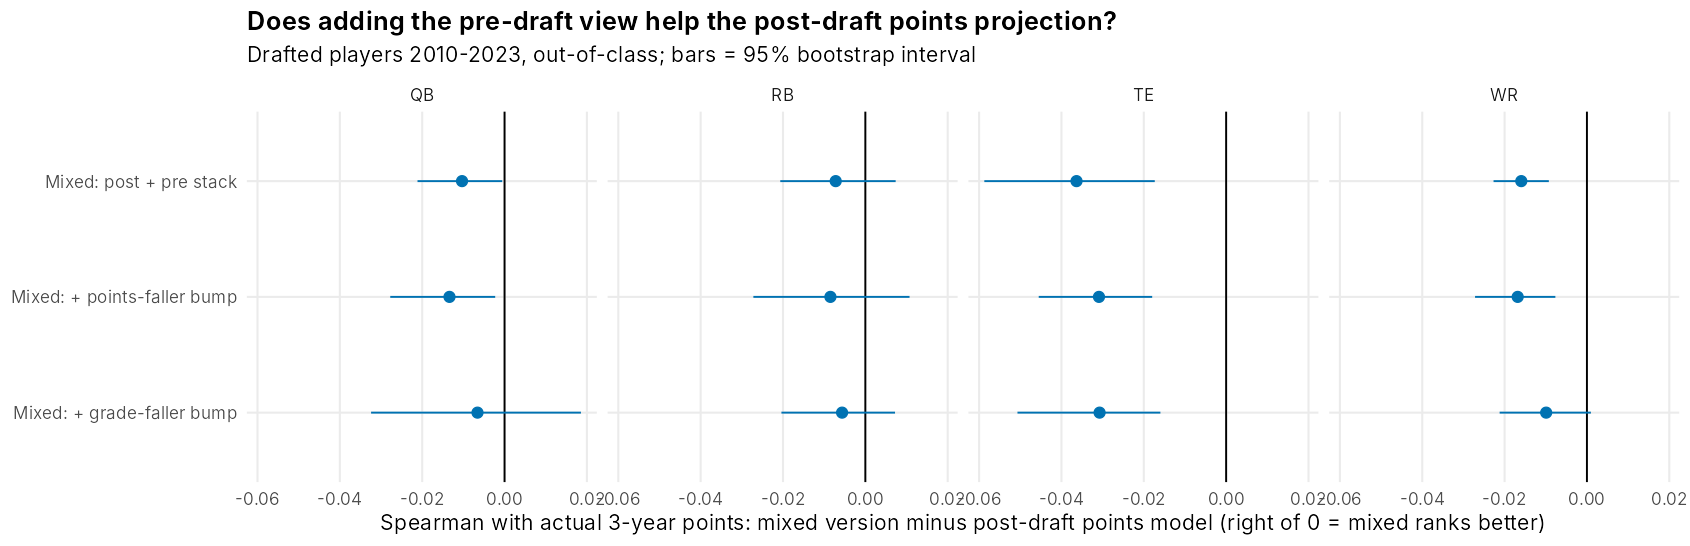 Does adding the pre-draft view help the post-draft points projection?
Drafted players 2010-2023, out-of-class; bars = 95% bootstrap interval
QB RB TE WR
Mixed: post + pre stack
Mixed: + points-faller bump
Mixed: + grade-faller bump
-0.06 -0.04 -0.02 0.00 0.02 -0.06 -0.04 -0.02 0.00 0.02 -0.06 -0.04 -0.02 0.00 0.02 -0.06 -0.04 -0.02 0.00 0.02
Spearman with actual 3-year points: mixed version minus post-draft points model (right of 0 = mixed ranks better)